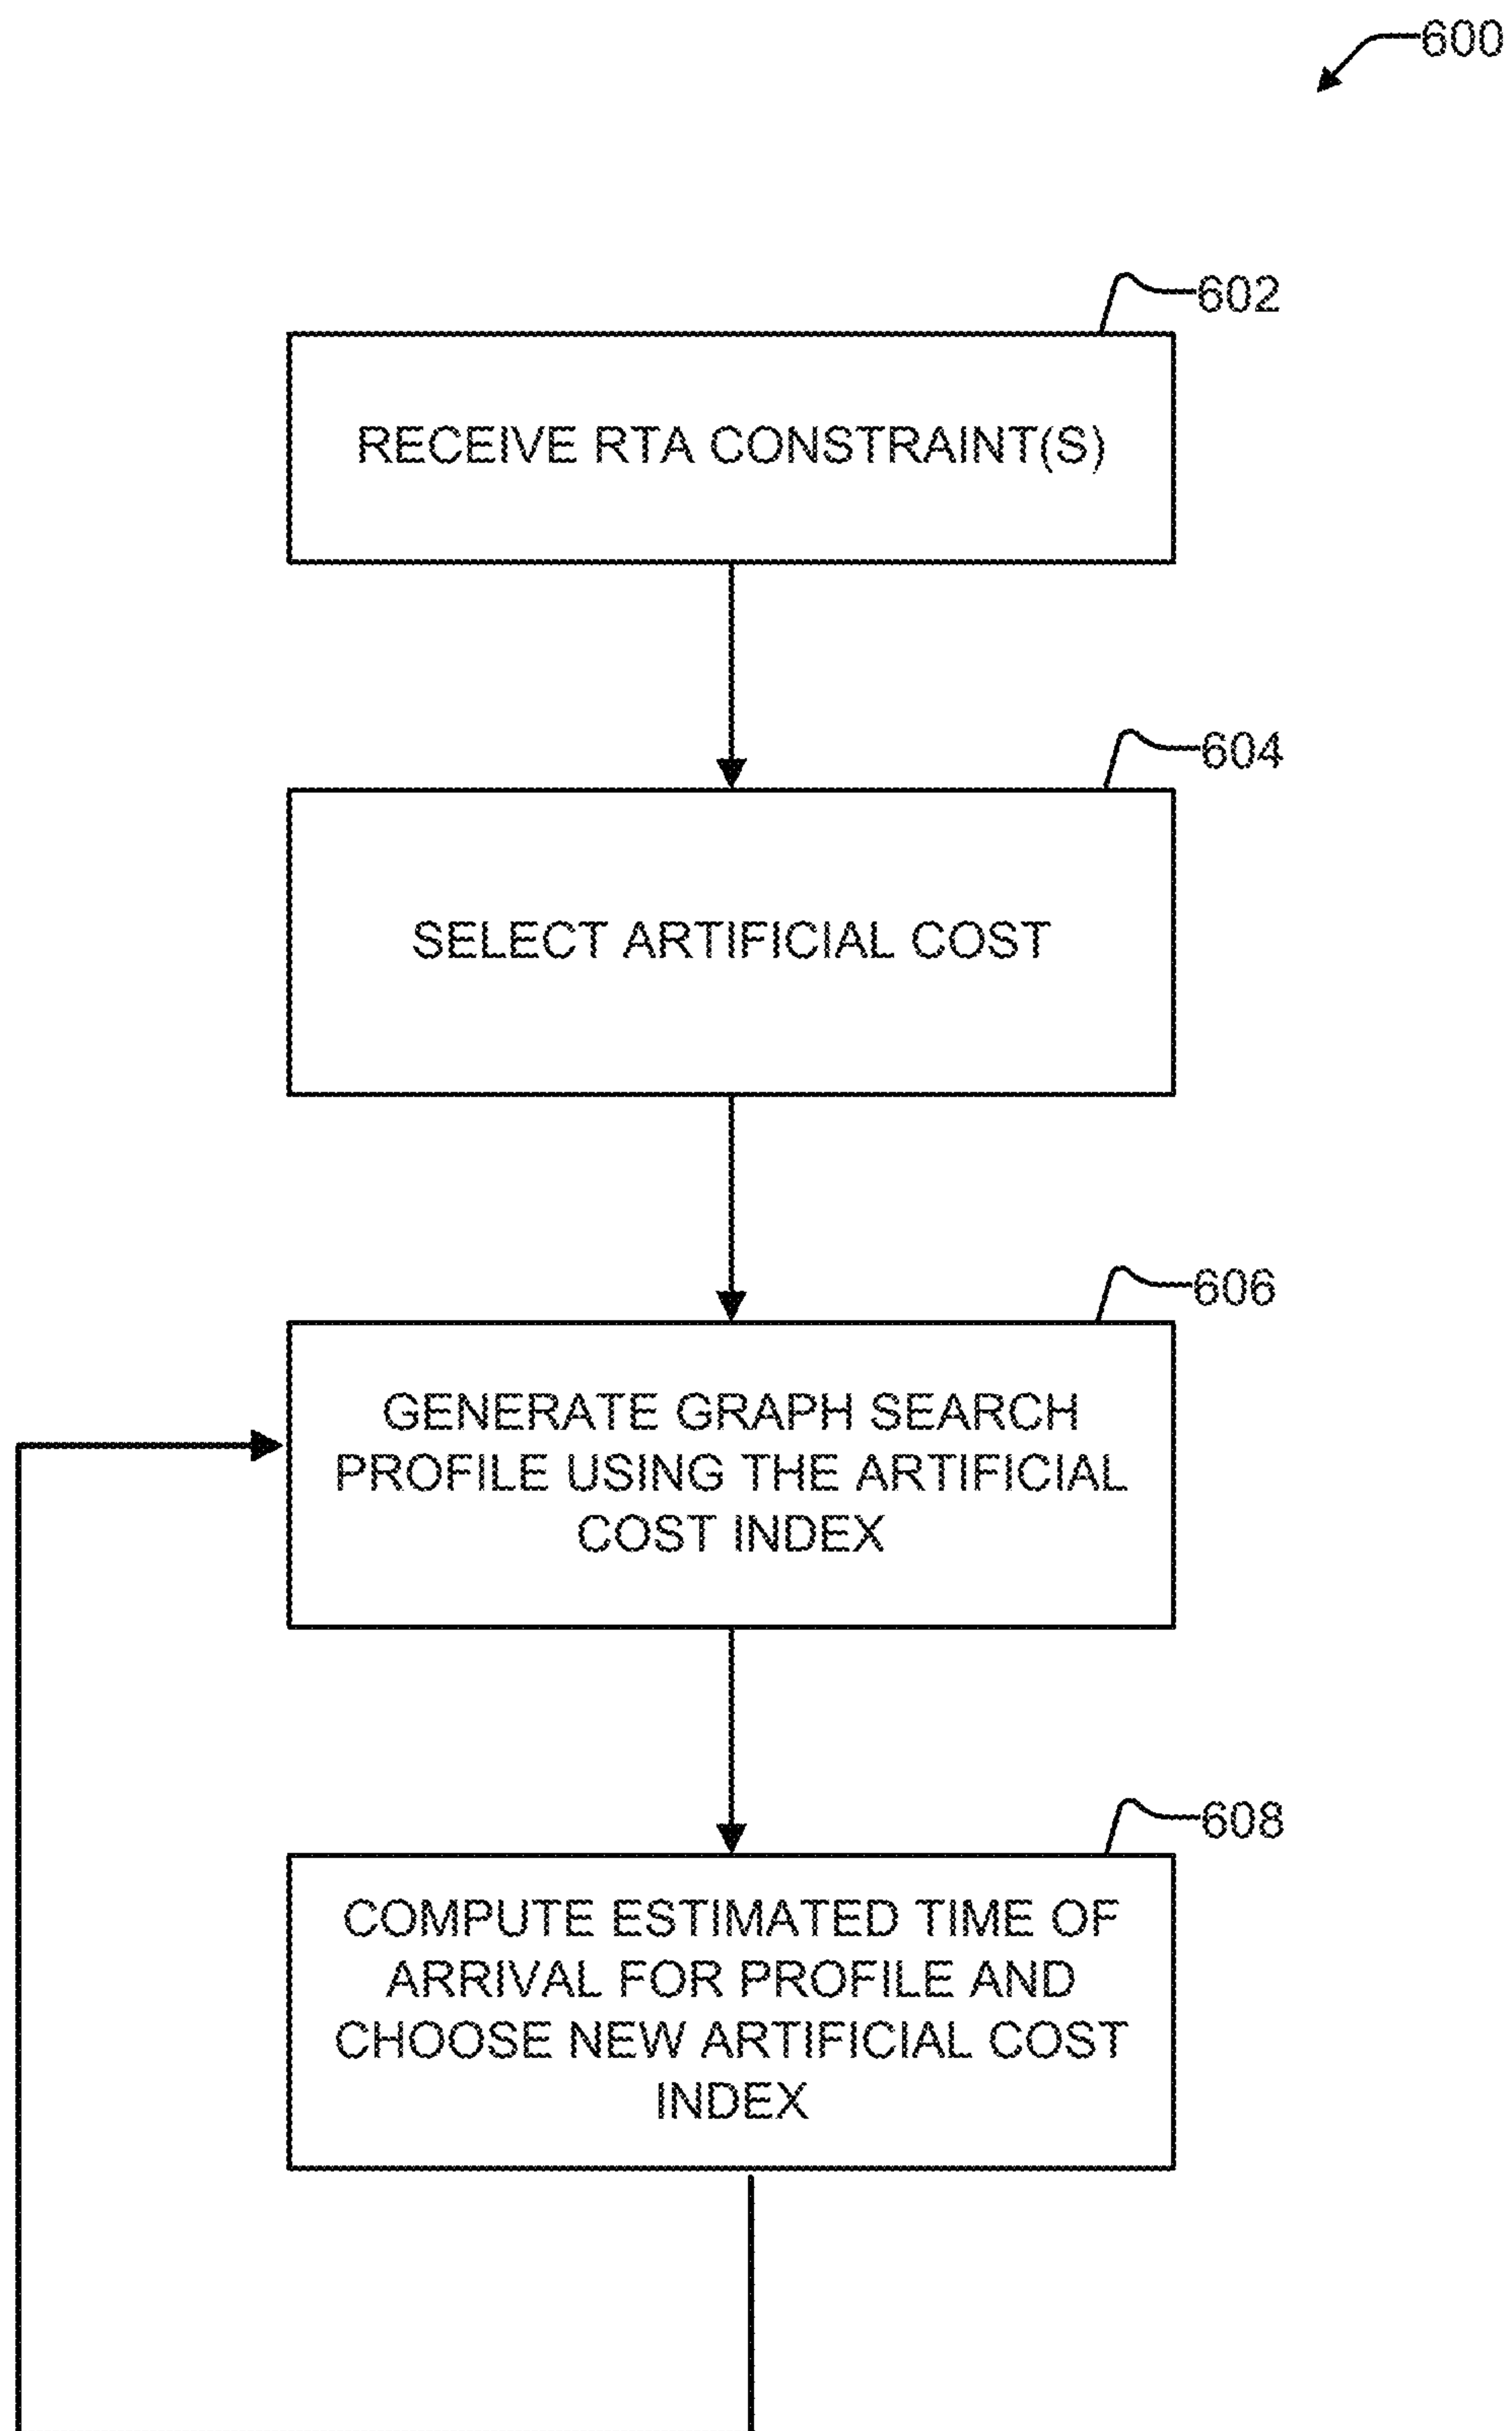 600
602
RECEIVE RTA CONSTRAINT(S)
604
SELECT ARTIFICIAL COST
606
GENERATE GRAPH SEARCH
PROFILE USING THE ARTIFICIAL
COST INDEX
608
COMPUTE ESTIMATED TIME OF
ARRIVAL FOR PROFILE AND
CHOOSE NEW ARTIFICIAL COST
INDEX